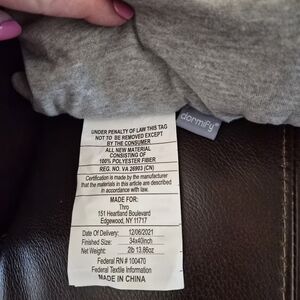 dormify
UNDER PENALTY OF LAW THIS TAG
NOT TO BE REMOVED EXCEPT
BY THE CONSUMER
ALL NEW MATERIAL
CONSISTING OF
100% POLYESTER FIBER
REG. NO. VA 26993 (CN)
Certification is made by the manufacturer
that the materials in this article are described
in accordance with law.
MADE FOR:
Thro
151 Heartland Boulevard
Edgewood, NY 11717
Date Of Delivery: 12/06/2021
Finished Size: 34x40inch
Net Weight: 2lb 13.86oz
Federal RN # 100470
Federal Textile Information
MADE IN CHINA